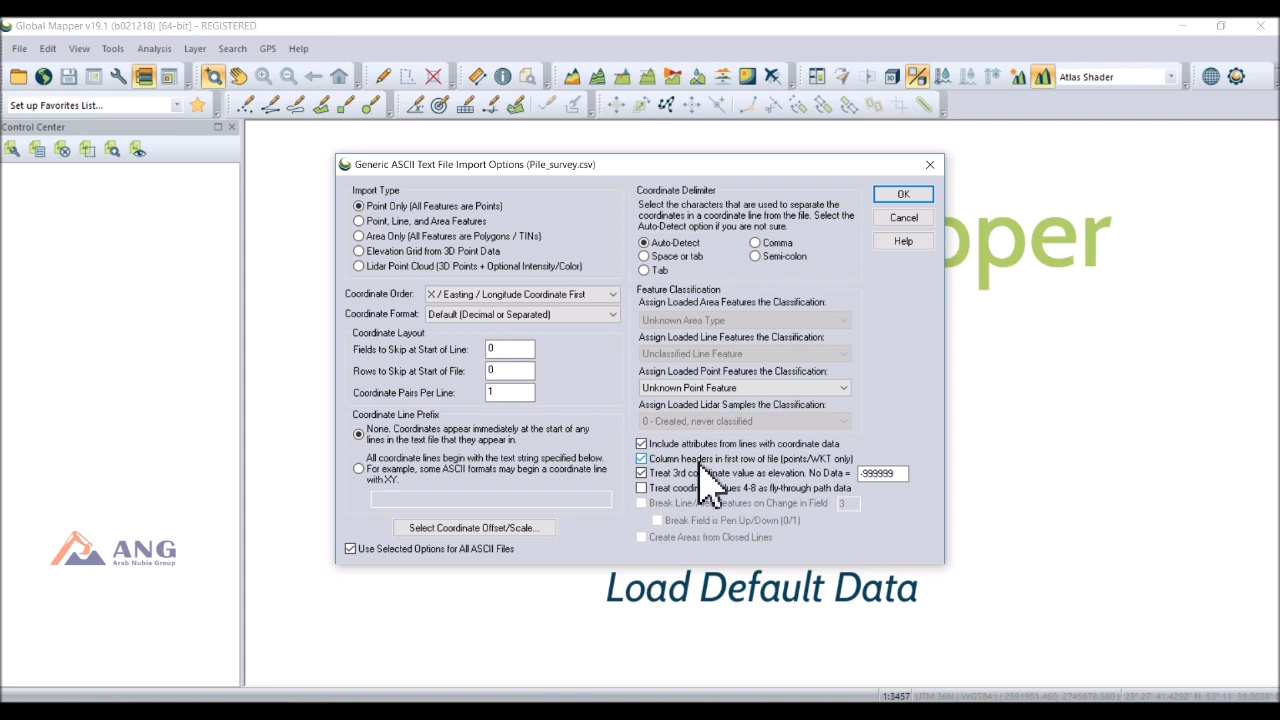 Global Mapper v19.1 (b021218) [64-bit] - REGISTERED
File Edit View Tools Analysis Layer Search GPS Help
Atlas Shader
Set up Favorites List...
Control Center
Generic ASCII Text File Import Options (Pile_survey.csv)
Import Type
Point Only (All Features are Points)
Point, Line, and Area Features
Area Only (All Features are Polygons / TINs)
Elevation Grid from 3D Point Data
Lidar Point Cloud (3D Points + Optional Intensity/Color)
Coordinate Order: X / Easting / Longitude Coordinate First
Coordinate Format: Default (Decimal or Separated)
Coordinate Layout
Fields to Skip at Start of Line: 0
Rows to Skip at Start of File: 0
Coordinate Pairs Per Line: 1
Coordinate Line Prefix
None. Coordinates appear immediately at the start of any
lines in the text file that they appear in.
All coordinate lines begin with the text string specified below.
For example, some ASCII formats may begin a coordinate line
with XY.
Select Coordinate Offset/Scale...
Use Selected Options for All ASCII Files
Coordinate Delimiter
Select the characters that are used to separate the
coordinates in a coordinate line from the file. Select the
Auto-Detect option if you are not sure.
Auto-Detect Comma
Space or tab Semi-colon
Tab
Feature Classification
Assign Loaded Area Features the Classification:
Unknown Area Type
Assign Loaded Line Features the Classification:
Unclassified Line Feature
Assign Loaded Point Features the Classification:
Unknown Point Feature
Assign Loaded Lidar Samples the Classification:
0 - Created, never classified
Include attributes from lines with coordinate data
Column headers in first row of file (points/WKT only)
Treat 3rd coordinate value as elevation. No Data = -999999
Treat 4-8 as fly-through path data
Break Line/Area Features on Change in Field 3
Break Field is Pen Up/Down (0/1)
Create Areas from Closed Lines
OK
Cancel
Help
pper
Load Default Data
ANG
Arab Nubia Group
1:3457 UTM 36N (WGS84)